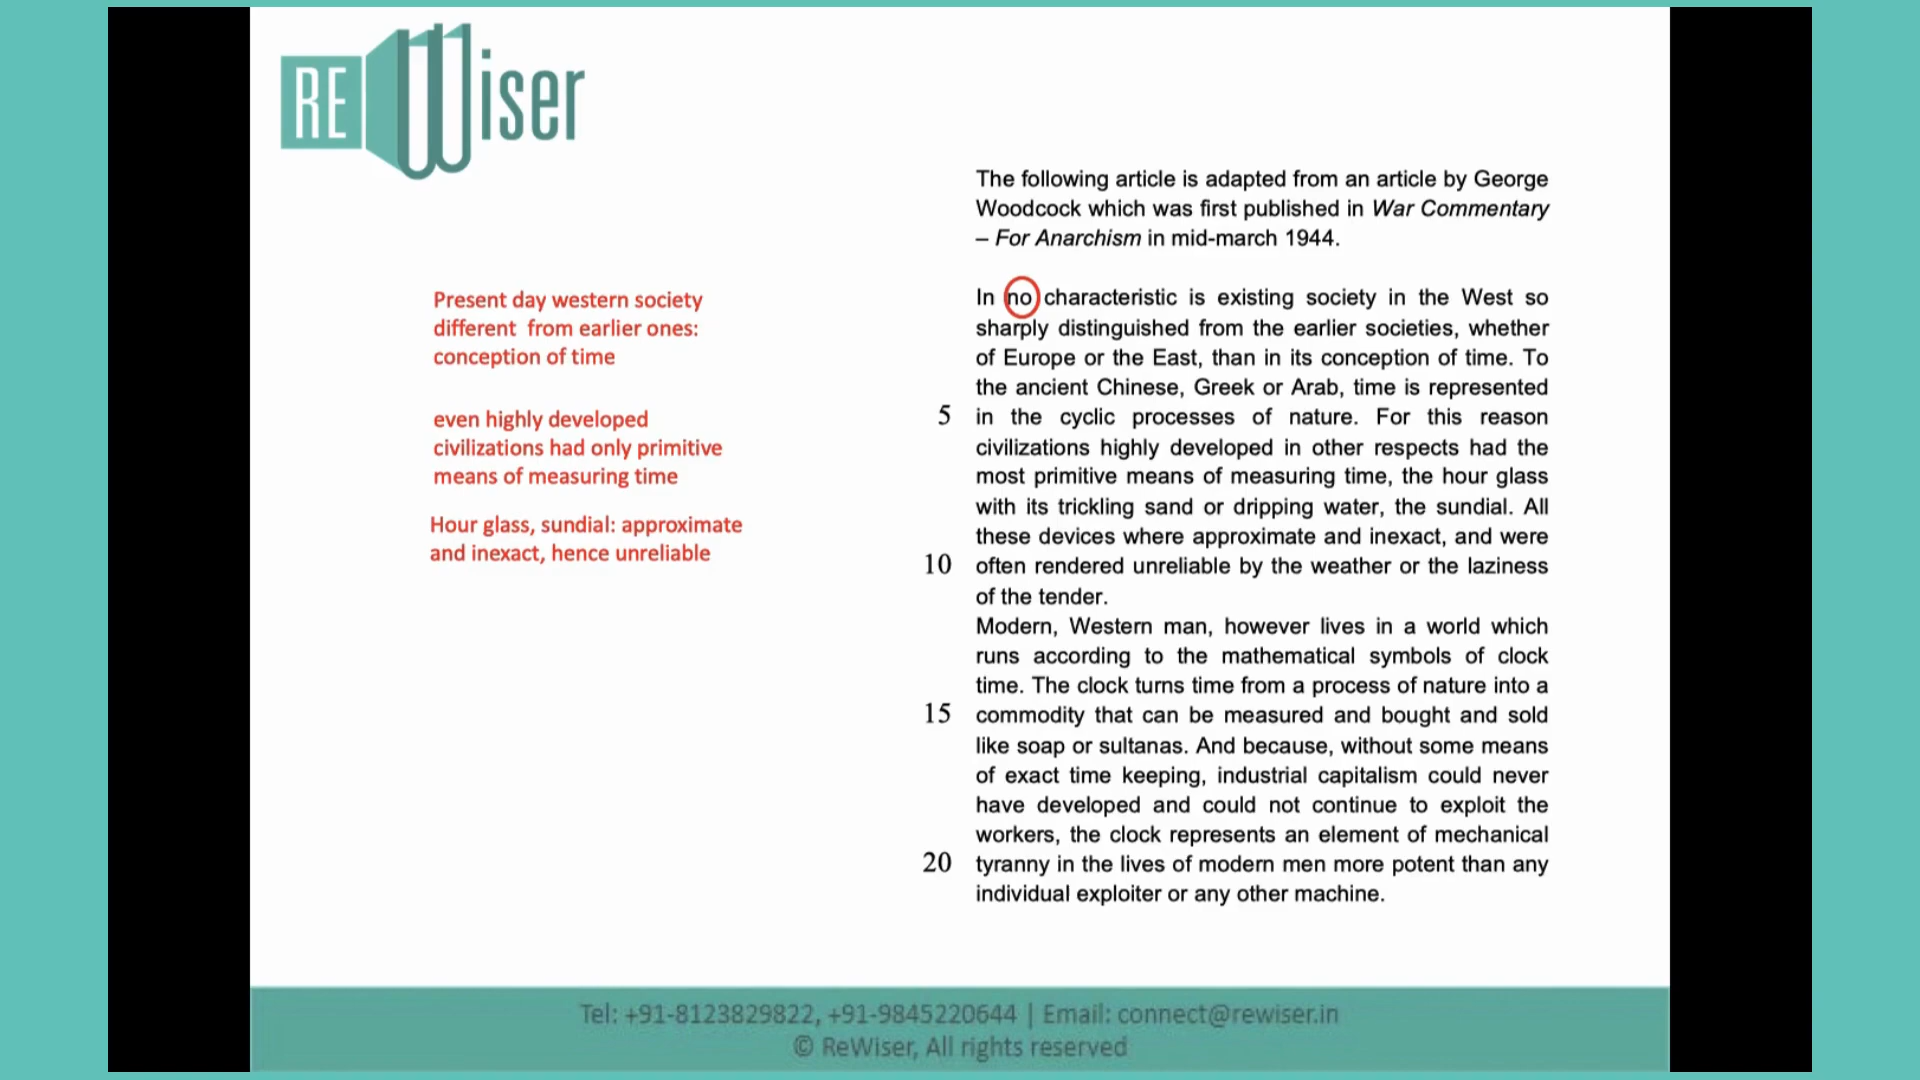 REWiser
The following article is adapted from an article by George
Woodcock which was first published in War Commentary
– For Anarchism in mid-march 1944.
Present day western society
different from earlier ones:
conception of time
even highly developed
civilizations had only primitive
means of measuring time
Hour glass, sundial: approximate
and inexact, hence unreliable
In no characteristic is existing society in the West so
sharply distinguished from the earlier societies, whether
of Europe or the East, than in its conception of time. To
the ancient Chinese, Greek or Arab, time is represented
5 in the cyclic processes of nature. For this reason
civilizations highly developed in other respects had the
most primitive means of measuring time, the hour glass
with its trickling sand or dripping water, the sundial. All
these devices where approximate and inexact, and were
10 often rendered unreliable by the weather or the laziness
of the tender.
Modern, Western man, however lives in a world which
runs according to the mathematical symbols of clock
time. The clock turns time from a process of nature into a
15 commodity that can be measured and bought and sold
like soap or sultanas. And because, without some means
of exact time keeping, industrial capitalism could never
have developed and could not continue to exploit the
workers, the clock represents an element of mechanical
20 tyranny in the lives of modern men more potent than any
individual exploiter or any other machine.
Tel: +91-8123829822, +91-9845220644 | Email: connect@rewiser.in
© ReWiser, All rights reserved